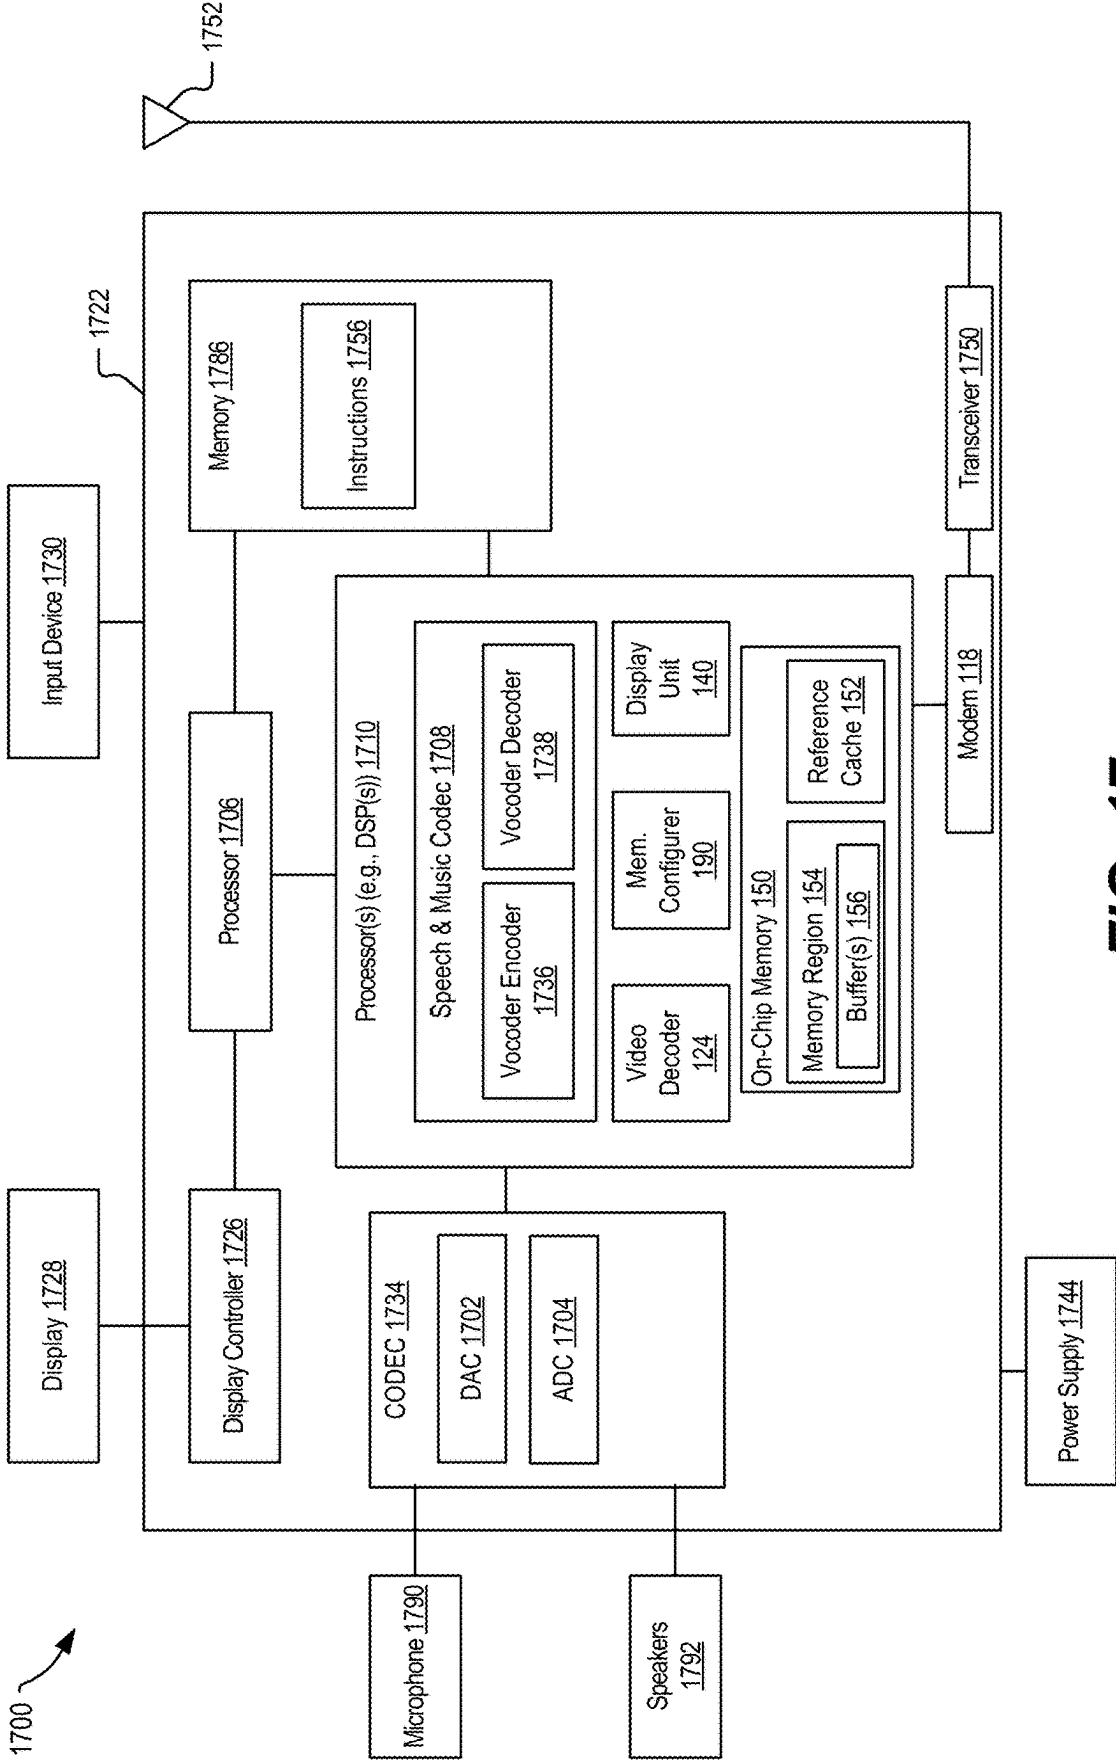 1700
Display 1728
Input Device 1730
1722
1752
Display Controller 1726
Processor 1706
Memory 1786
Instructions 1756
Microphone 1790
Speakers
1792
CODEC 1734
DAC 1702
ADC 1704
Processor(s) (e.g., DSP(s)) 1710
Speech & Music Codec 1708
Vocoder Encoder
1736
Vocoder Decoder
1738
Video
Decoder
124
Mem.
Configurer
190
Display
Unit
140
On-Chip Memory 150
Memory Region 154
Buffer(s) 156
Reference
Cache 152
Modem 118
Transceiver 1750
Power Supply 1744
FIG. 17